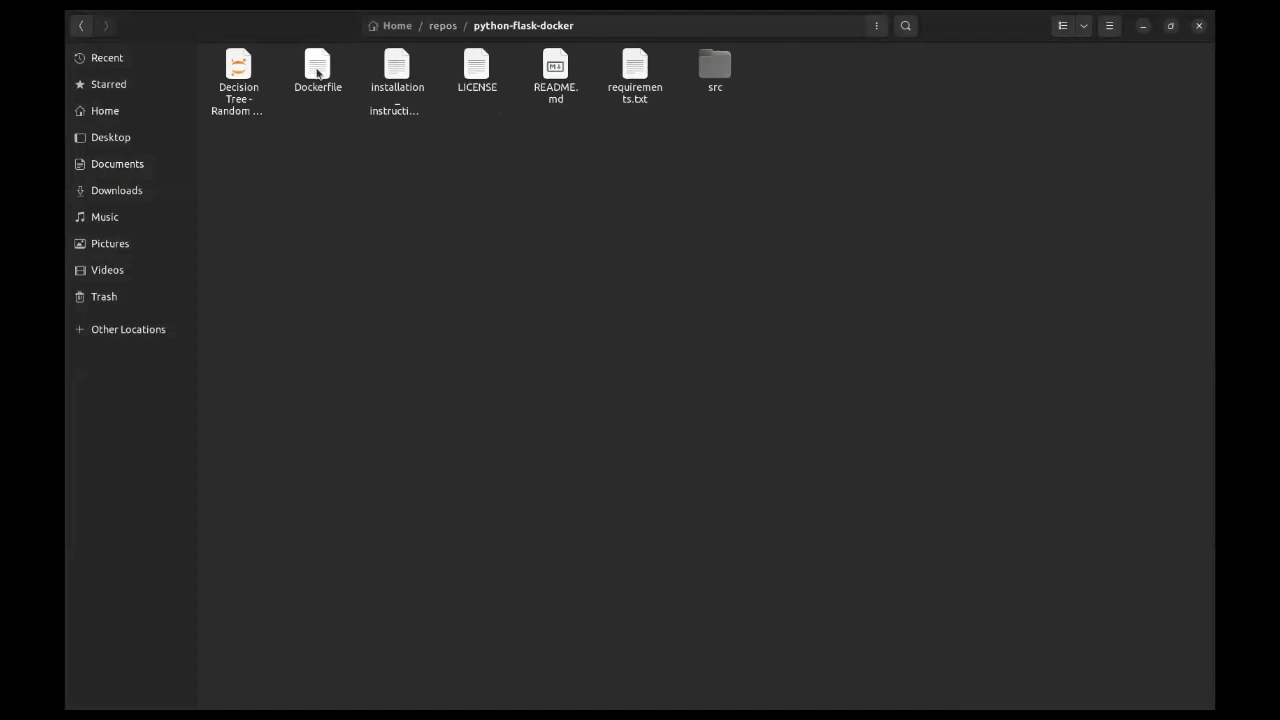 Home / repos / python-flask-docker
Recent
Starred
Home
Desktop
Documents
Downloads
Music
Pictures
Videos
Trash
Other Locations
Decision
Tree -
Random ...
Dockerfile
installation
_
instructi...
LICENSE
README.
md
requiremen
ts.txt
src